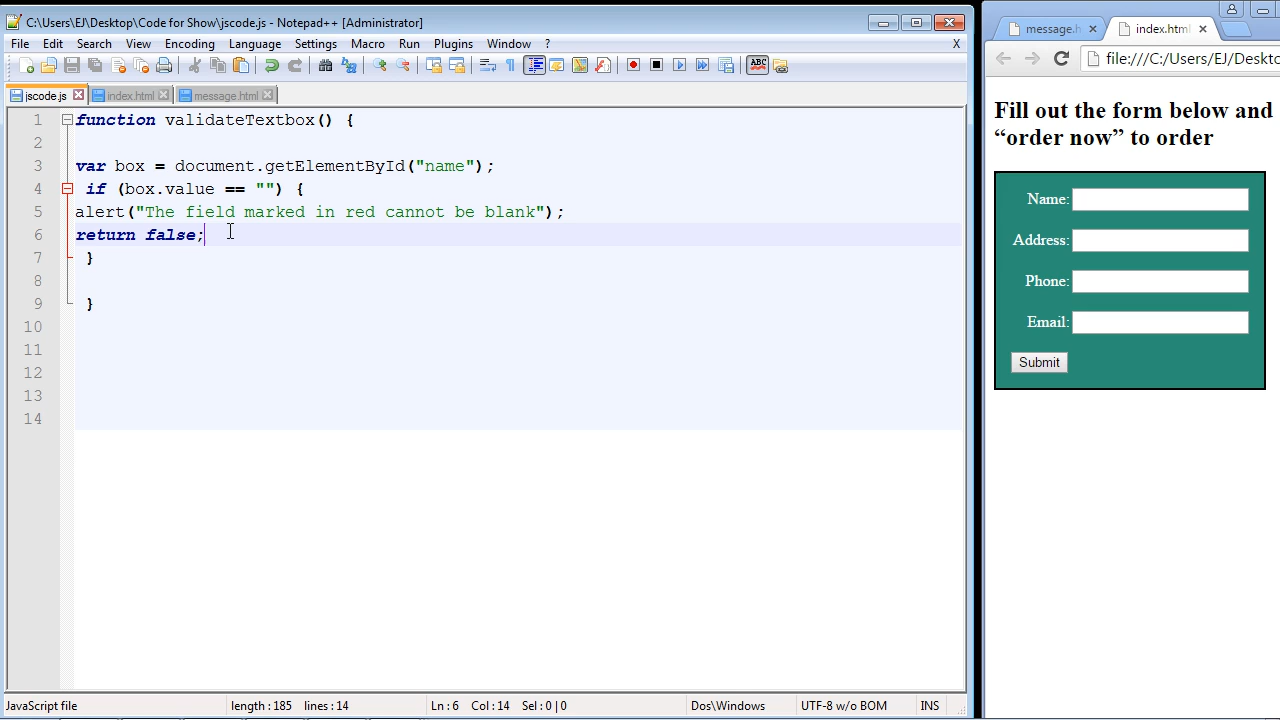 C:\Users\EJ\Desktop\Code for Show\jscode.js - Notepad++ [Administrator]
File Edit Search View Encoding Language Settings Macro Run Plugins Window ? X
jscode.js index.html message.html
1 function validateTextbox() {
2
3 var box = document.getElementById("name");
4 if (box.value == "") {
5 alert("The field marked in red cannot be blank");
6 return false;
7 }
8
9 }
10
11
12
13
14
JavaScript file length : 185 lines : 14 Ln : 6 Col : 14 Sel : 0 | 0 Dos\Windows UTF-8 w/o BOM INS
message.h index.html
file:///C:/Users/EJ/Deskto
Fill out the form below and
“order now” to order
Name:
Address:
Phone:
Email:
Submit